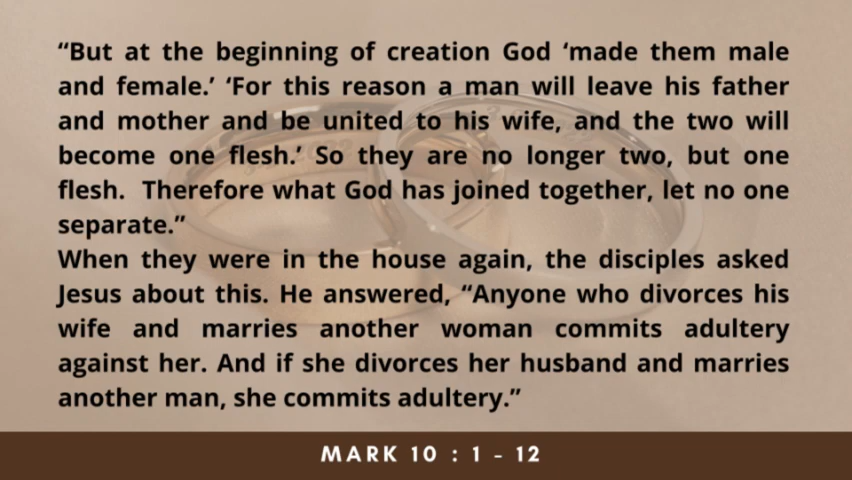 “But at the beginning of creation God ‘made them male
and female.’ ‘For this reason a man will leave his father
and mother and be united to his wife, and the two will
become one flesh.’ So they are no longer two, but one
flesh.  Therefore what God has joined together, let no one
separate.”
When they were in the house again, the disciples asked
Jesus about this. He answered, “Anyone who divorces his
wife and marries another woman commits adultery
against her. And if she divorces her husband and marries
another man, she commits adultery.”
MARK 10 : 1 - 12